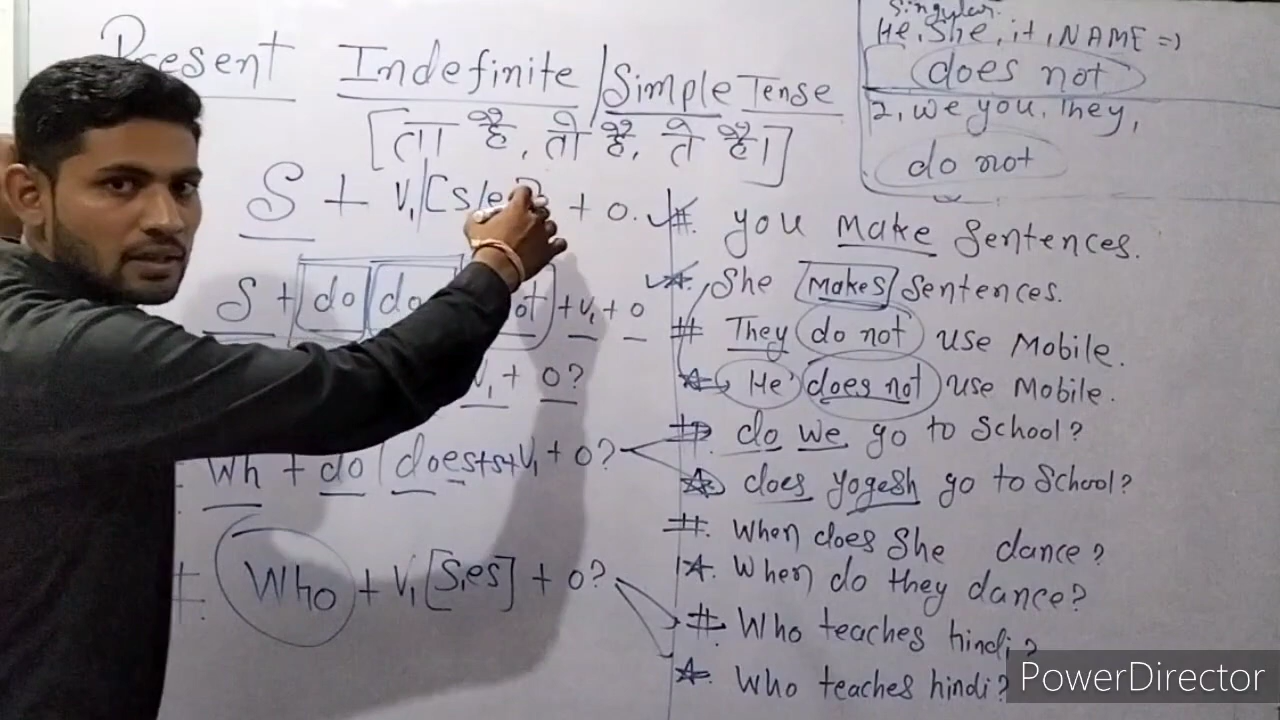 Present Indefinite / Simple Tense
[ता है, ती है, ते है।]
S + V1 [s/es] + o.
S + do do ot + V1 + o
V1 + o?
Wh + do / does + s + V1 + o?
Who + V1 [s,es] + o?
Singular.
He, She, it, NAME =>
does not
I, we you, They,
do not
#. you make Sentences.
☆. She makes Sentences.
# They do not use Mobile.
☆ He does not use Mobile.
#. do we go to School?
☆. does yogesh go to School?
#. When does She dance?
☆. When do they dance?
#. Who teaches hindi?
☆. Who teaches hindi?
PowerDirector